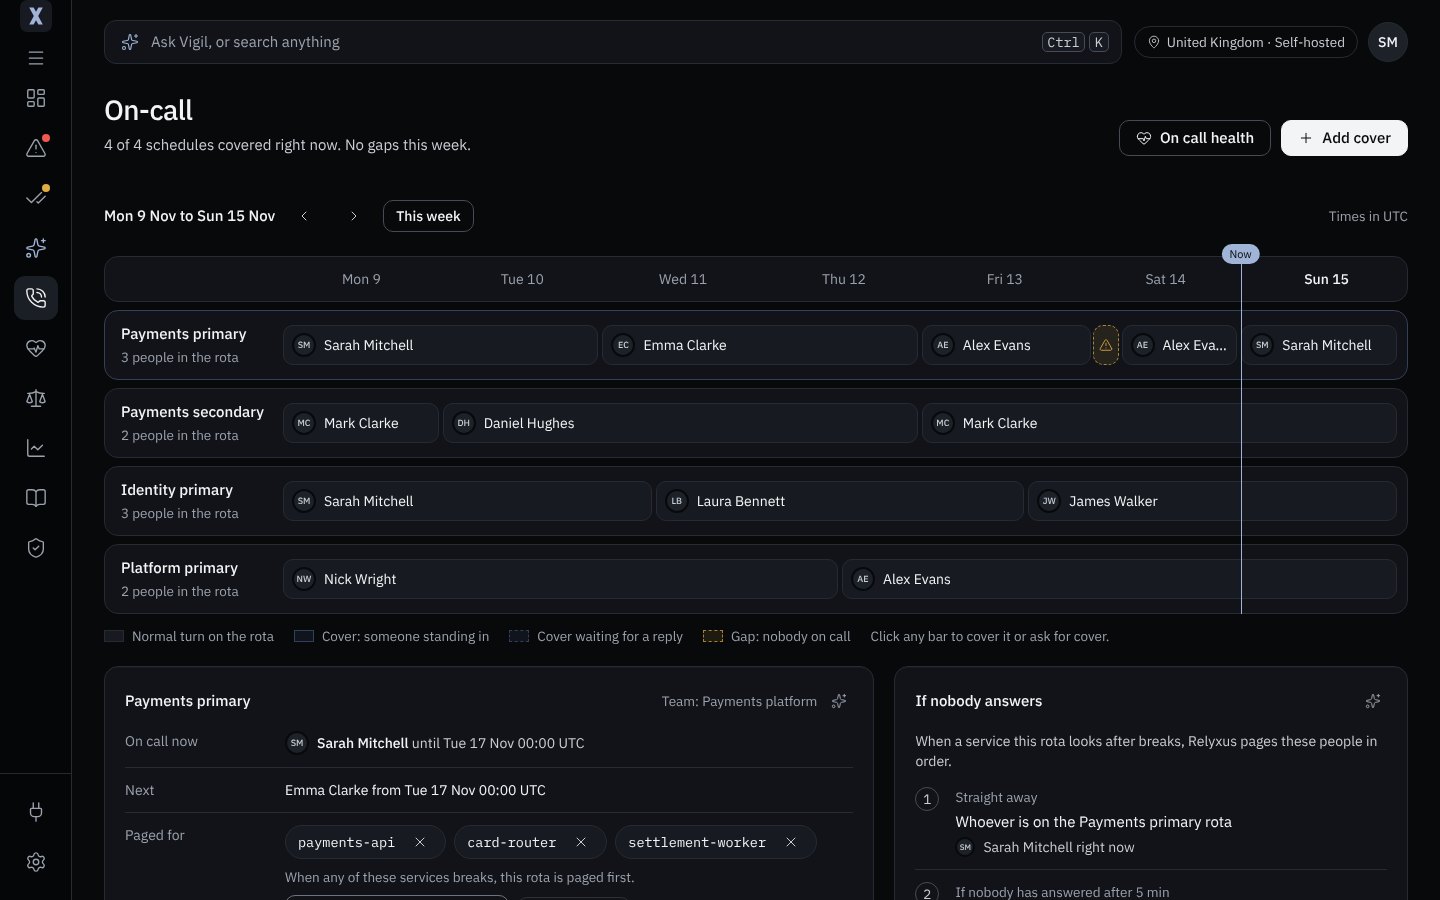 Ask Vigil, or search anything
Ctrl K
United Kingdom · Self-hosted
SM
On-call
4 of 4 schedules covered right now. No gaps this week.
On call health
Add cover
Mon 9 Nov to Sun 15 Nov
This week
Times in UTC
Now
Mon 9 Tue 10 Wed 11 Thu 12 Fri 13 Sat 14 Sun 15
Payments primary
3 people in the rota
SM Sarah Mitchell
EC Emma Clarke
AE Alex Evans
AE Alex Eva...
SM Sarah Mitchell
Payments secondary
2 people in the rota
MC Mark Clarke
DH Daniel Hughes
MC Mark Clarke
Identity primary
3 people in the rota
SM Sarah Mitchell
LB Laura Bennett
JW James Walker
Platform primary
2 people in the rota
NW Nick Wright
AE Alex Evans
Normal turn on the rota
Cover: someone standing in
Cover waiting for a reply
Gap: nobody on call
Click any bar to cover it or ask for cover.
Payments primary
Team: Payments platform
On call now
SM Sarah Mitchell until Tue 17 Nov 00:00 UTC
Next
Emma Clarke from Tue 17 Nov 00:00 UTC
Paged for
payments-api
card-router
settlement-worker
When any of these services breaks, this rota is paged first.
If nobody answers
When a service this rota looks after breaks, Relyxus pages these people in
order.
1 Straight away
Whoever is on the Payments primary rota
SM Sarah Mitchell right now
2 If nobody has answered after 5 min